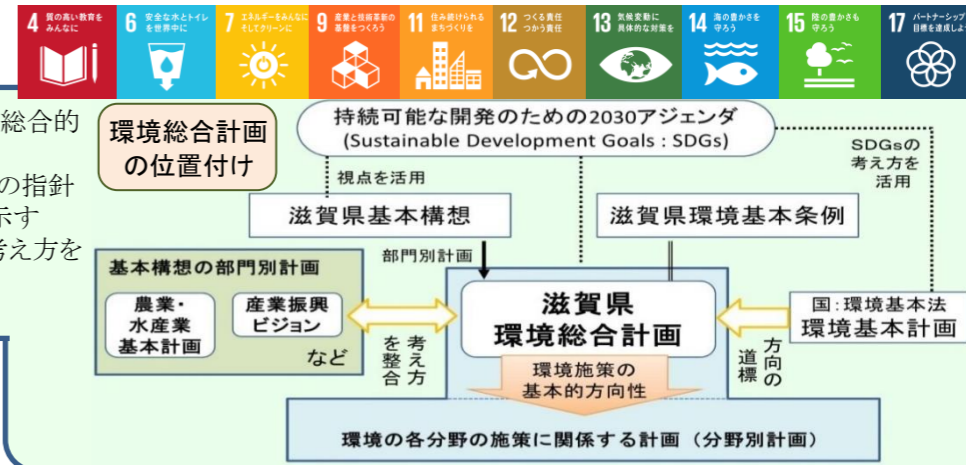 4 質の高い教育を
みんなに
6 安全な水とトイレ
を世界中に
7 エネルギーをみんなに
そしてクリーンに
9 産業と技術革新の
基盤をつくろう
11 住み続けられる
まちづくりを
12 つくる責任
つかう責任
13 気候変動に
具体的な対策を
14 海の豊かさを
守ろう
15 陸の豊かさも
守ろう
17 パートナーシップで
目標を達成しよう
総合的
の指針
示す
考え方を
環境総合計画
の位置付け
持続可能な開発のための2030アジェンダ
(Sustainable Development Goals : SDGs)
SDGsの
考え方を
活用
視点を活用
滋賀県基本構想
滋賀県環境基本条例
部門別計画
基本構想の部門別計画
農業・
水産業
基本計画
産業振興
ビジョン
など
考え方
を整合
滋賀県
環境総合計画
国:環境基本法
環境基本計画
方向の
道標
環境施策の
基本的方向性
環境の各分野の施策に関係する計画（分野別計画）